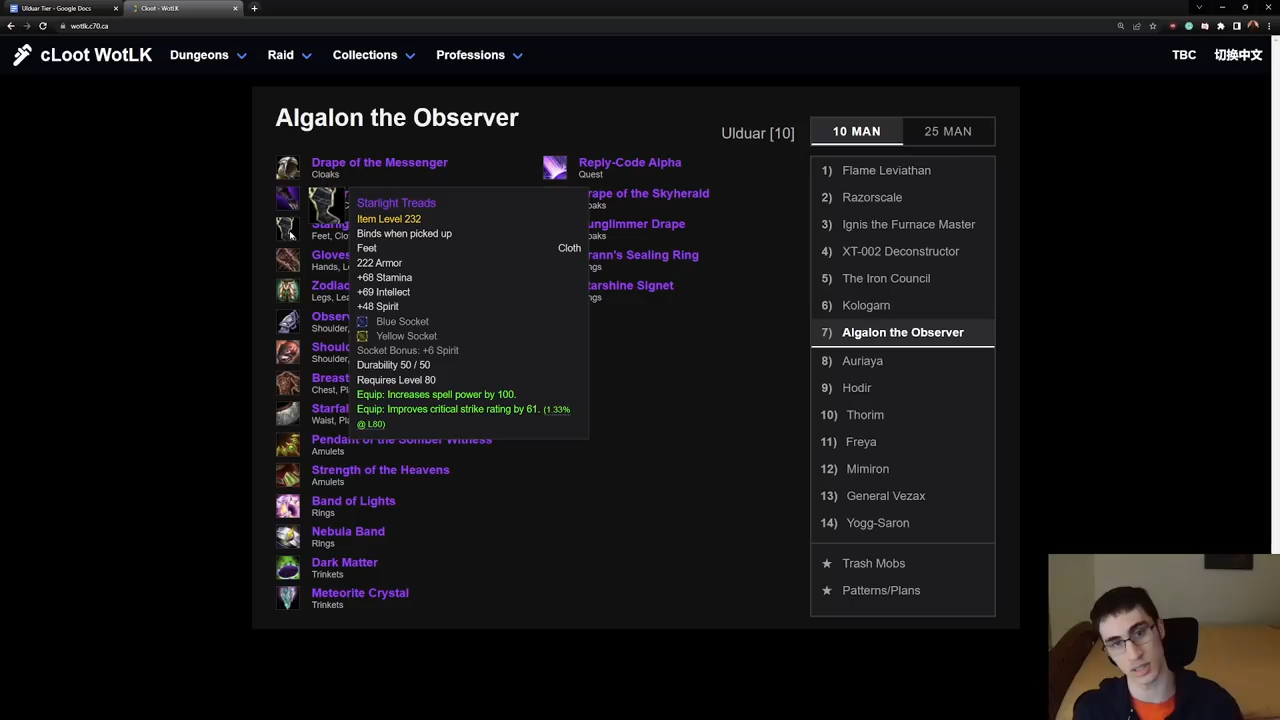 Ulduar Tier - Google Docs
Cloot - WotLK
wotlk.c70.ca
cLoot WotLK
Dungeons
Raid
Collections
Professions
TBC
切换中文
Algalon the Observer
Ulduar [10]
10 MAN
25 MAN
Drape of the Messenger
Cloaks
Reply-Code Alpha
Quest
rape of the Skyherald
oaks
Feet, Clo
unglimmer Drape
oaks
Gloves
Hands, L
rann's Sealing Ring
ngs
Zodiac
Legs, Lea
tarshine Signet
ngs
Observ
Shoulder,
Shoul
Shoulder,
Breast
Chest, Pl
Starfal
Waist, Pla
Pendant of the Somber Witness
Amulets
Strength of the Heavens
Amulets
Band of Lights
Rings
Nebula Band
Rings
Dark Matter
Trinkets
Meteorite Crystal
Trinkets
Starlight Treads
Item Level 232
Binds when picked up
Feet
Cloth
222 Armor
+68 Stamina
+69 Intellect
+48 Spirit
Blue Socket
Yellow Socket
Socket Bonus: +6 Spirit
Durability 50 / 50
Requires Level 80
Equip: Increases spell power by 100.
Equip: Improves critical strike rating by 61. (1.33%
@ L80)
1) Flame Leviathan
2) Razorscale
3) Ignis the Furnace Master
4) XT-002 Deconstructor
5) The Iron Council
6) Kologarn
7) Algalon the Observer
8) Auriaya
9) Hodir
10) Thorim
11) Freya
12) Mimiron
13) General Vezax
14) Yogg-Saron
★ Trash Mobs
★ Patterns/Plans